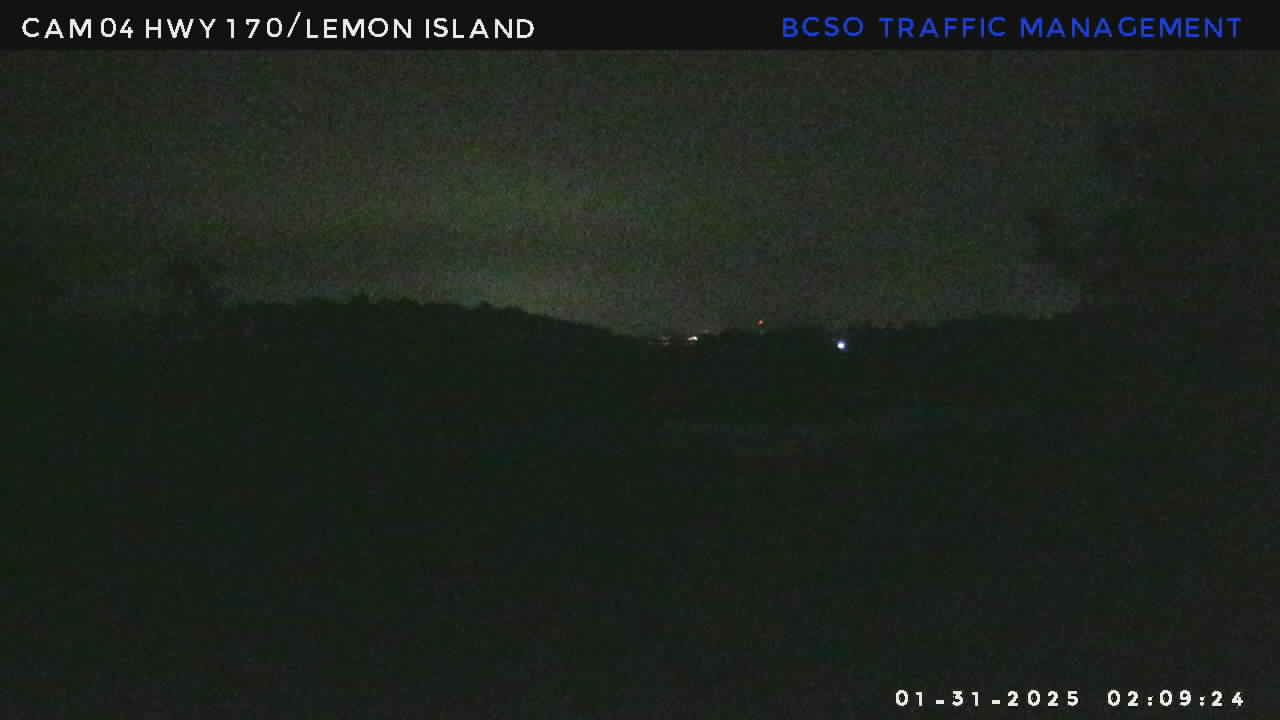 CAM04 HWY 170/LEMON ISLAND
BCSO TRAFFIC MANAGEMENT
01-31-2025 02:09:24